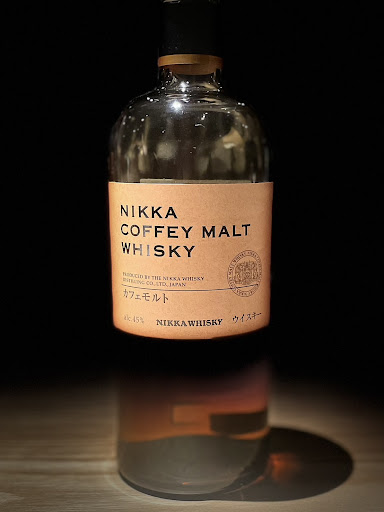 NIKKA
COFFEY MALT
WHISKY
PRODUCED BY THE NIKKA WHISKY
DISTILLING CO., LTD. JAPAN
カフェモルト
alc.45%
NIKKA WHISKY
ウイスキー